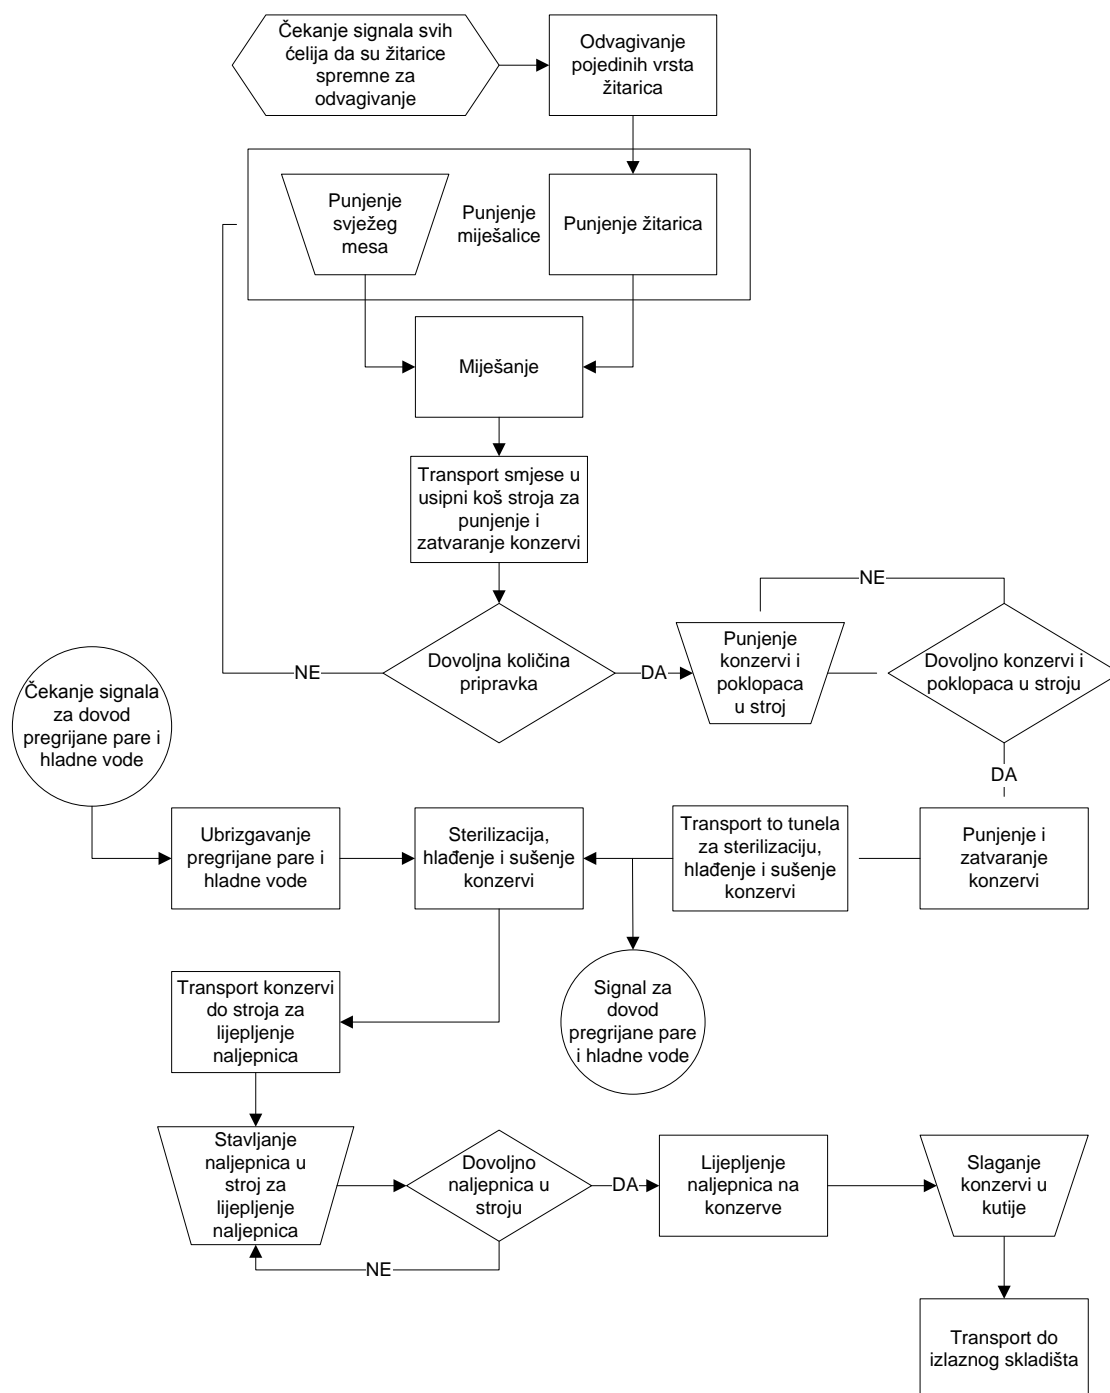 Čekanje signala svih
ćelija da su žitarice
spremne za
odvagivanje
Odvagivanje
pojedinih vrsta
žitarica
Punjenje
svježeg
mesa
Punjenje
miješalice
Punjenje žitarica
Miješanje
Transport smjese u
usipni koš stroja za
punjenje i
zatvaranje konzervi
Dovoljna količina
pripravka
NE
DA
Punjenje
konzervi i
poklopaca
u stroj
NE
Dovoljno konzervi i
poklopaca u stroju
DA
Čekanje signala
za dovod
pregrijane pare i
hladne vode
Ubrizgavanje
pregrijane pare i
hladne vode
Sterilizacija,
hlađenje i sušenje
konzervi
Transport to tunela
za sterilizaciju,
hlađenje i sušenje
konzervi
Punjenje i
zatvaranje
konzervi
Signal za
dovod
pregrijane pare
i hladne vode
Transport konzervi
do stroja za
lijepljenje
naljepnica
Stavljanje
naljepnica u
stroj za
lijepljenje
naljepnica
Dovoljno
naljepnica u
stroju
NE
DA
Lijepljenje
naljepnica na
konzerve
Slaganje
konzervi u
kutije
Transport do
izlaznog skladišta